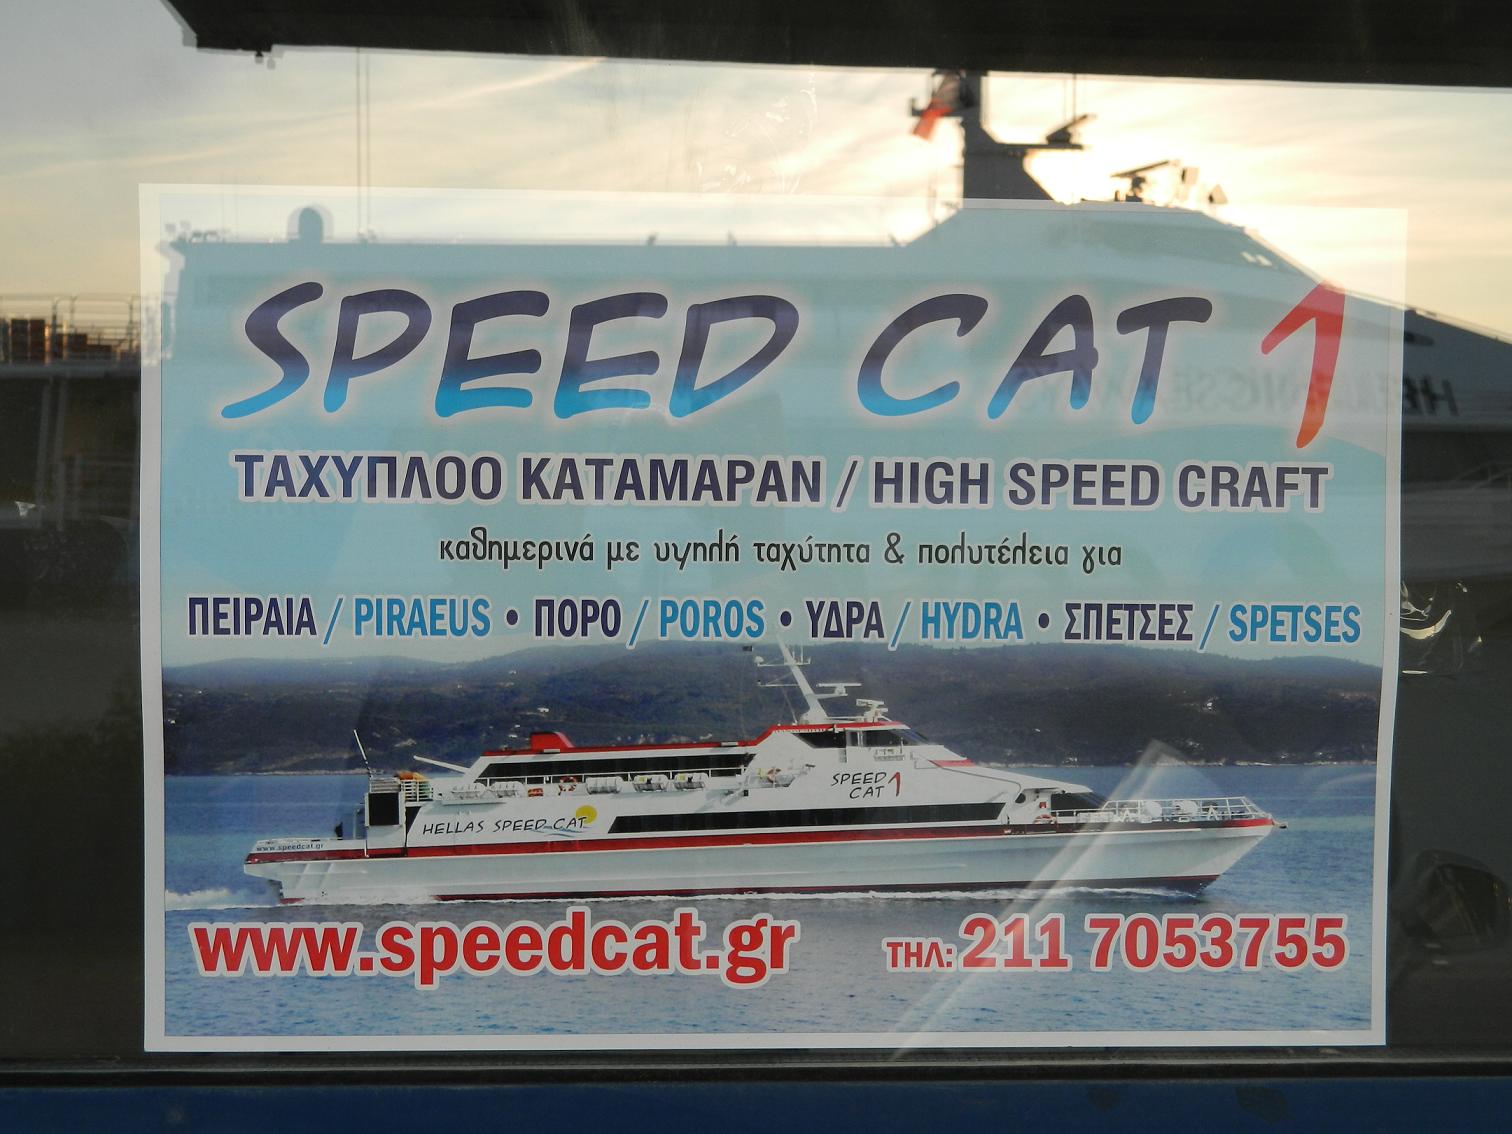 SPEED CAT 1
ΤΑΧΥΠΛΟΟ ΚΑΤΑΜΑΡΑΝ / HIGH SPEED CRAFT
καθημερινά με υψηλή ταχύτητα & πολυτέλεια για
ΠΕΙΡΑΙΑ / PIRAEUS • ΠΟΡΟ / POROS • ΥΔΡΑ / HYDRA • ΣΠΕΤΣΕΣ / SPETSES
SPEED
CAT 1
HELLAS SPEED CAT
www.speedcat.gr
www.speedcat.gr ΤΗΛ: 211 7053755